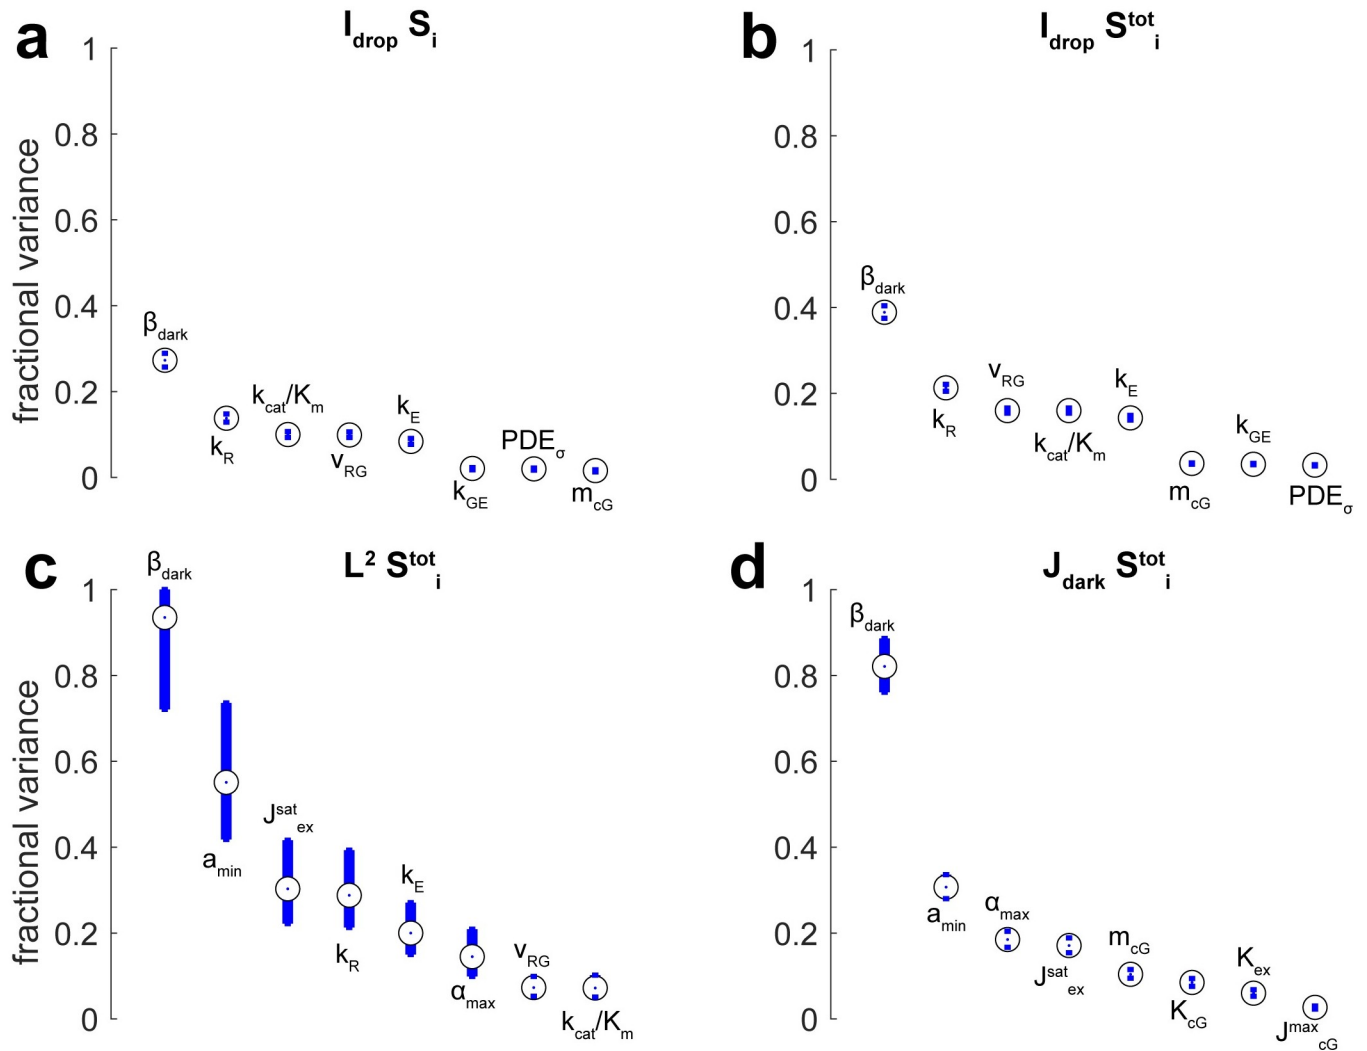 a
I_drop S_i
fractional variance
1
0.8
0.6
0.4
0.2
0
β_dark
k_R
k_cat/K_m
v_RG
k_E
k_GE
PDE_σ
m_cG
b
I_drop S^tot_i
1
0.8
0.6
0.4
0.2
0
β_dark
k_R
v_RG
k_cat/K_m
k_E
m_cG
k_GE
PDE_σ
c
L² S^tot_i
fractional variance
1
0.8
0.6
0.4
0.2
0
β_dark
a_min
J^sat_ex
k_R
k_E
α_max
v_RG
k_cat/K_m
d
J_dark S^tot_i
1
0.8
0.6
0.4
0.2
0
β_dark
a_min
α_max
J^sat_ex
m_cG
K_cG
K_ex
J^max_cG